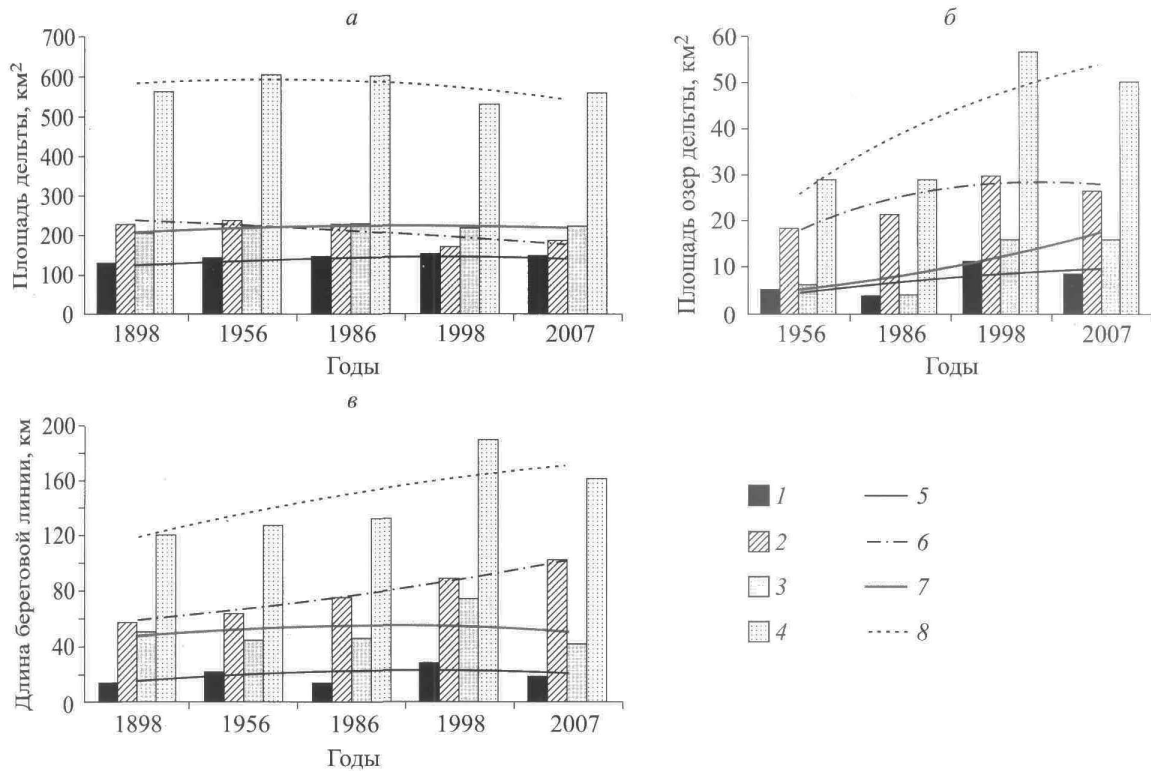 а
Площадь дельты, км²
700
600
500
400
300
200
100
0
1898 1956 1986 1998 2007
Годы
б
Площадь озер дельты, км²
60
50
40
30
20
10
0
1956 1986 1998 2007
Годы
в
Длина береговой линии, км
200
160
120
80
40
0
1898 1956 1986 1998 2007
Годы
1 5
2 6
3 7
4 8